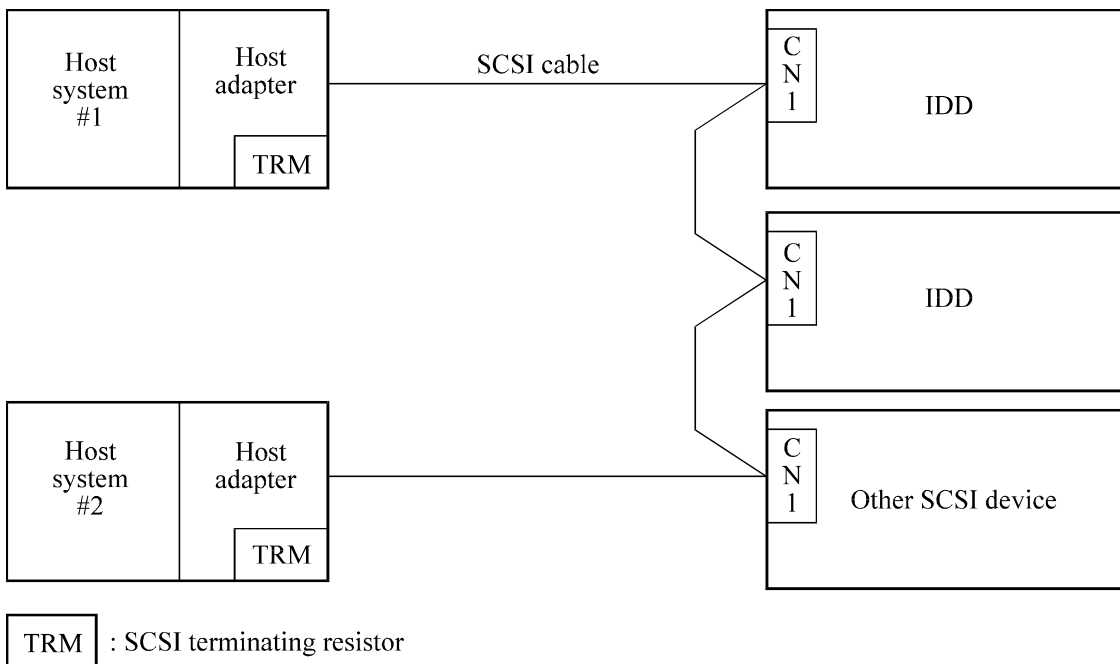 Host
system
#1
Host
adapter
TRM
SCSI cable
C
N
1
IDD
C
N
1
IDD
Host
system
#2
Host
adapter
TRM
C
N
1
Other SCSI device
TRM : SCSI terminating resistor